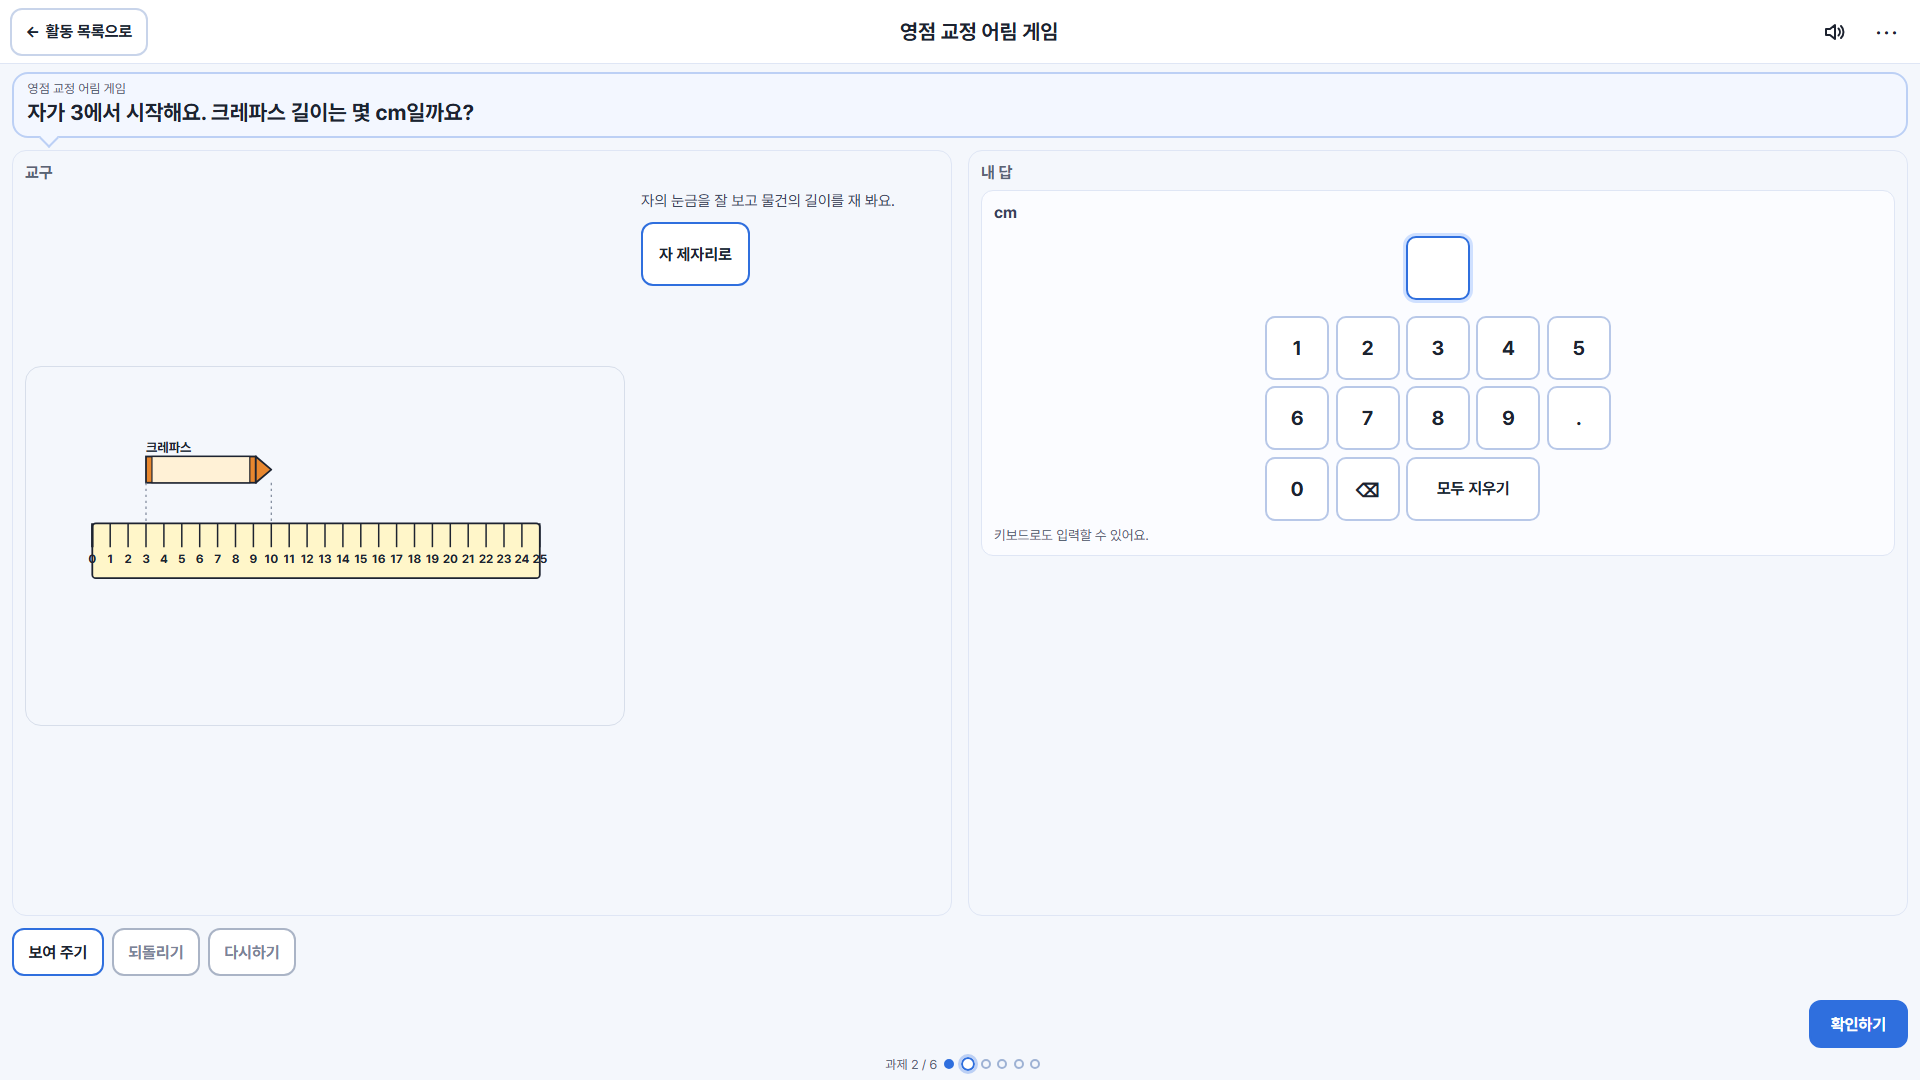 ← 활동 목록으로
영점 교정 어림 게임
영점 교정 어림 게임
자가 3에서 시작해요. 크레파스 길이는 몇 cm일까요?
교구
자의 눈금을 잘 보고 물건의 길이를 재 봐요.
자 제자리로
크레파스
0 1 2 3 4 5 6 7 8 9 10 11 12 13 14 15 16 17 18 19 20 21 22 23 24 25
내 답
cm
1 2 3 4 5
6 7 8 9 .
0 ⌫ 모두 지우기
키보드로도 입력할 수 있어요.
보여 주기 되돌리기 다시하기
확인하기
과제 2 / 6